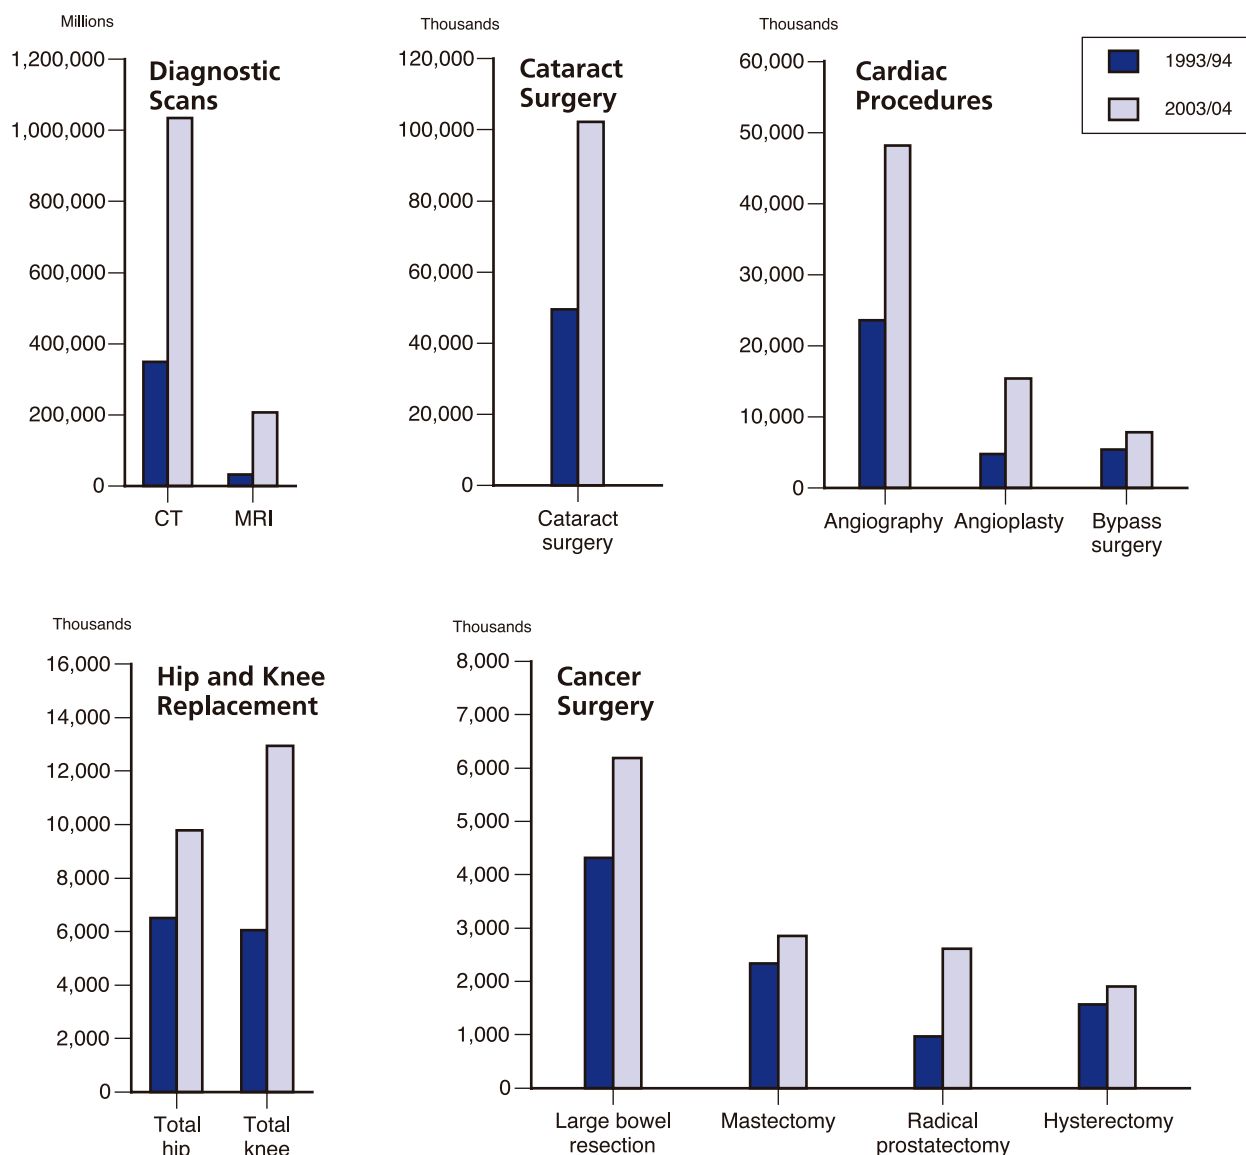 Millions
1,200,000
1,000,000
800,000
600,000
400,000
200,000
0
Diagnostic
Scans
CT MRI
Thousands
120,000
100,000
80,000
60,000
40,000
20,000
0
Cataract
Surgery
Cataract
surgery
Thousands
60,000
50,000
40,000
30,000
20,000
10,000
0
Cardiac
Procedures
Angiography Angioplasty Bypass
surgery
1993/94
2003/04
Thousands
16,000
14,000
12,000
10,000
8,000
6,000
4,000
2,000
0
Hip and Knee
Replacement
Total Total
hip knee
Thousands
8,000
7,000
6,000
5,000
4,000
3,000
2,000
1,000
0
Cancer
Surgery
Large bowel Mastectomy Radical Hysterectomy
resection prostatectomy